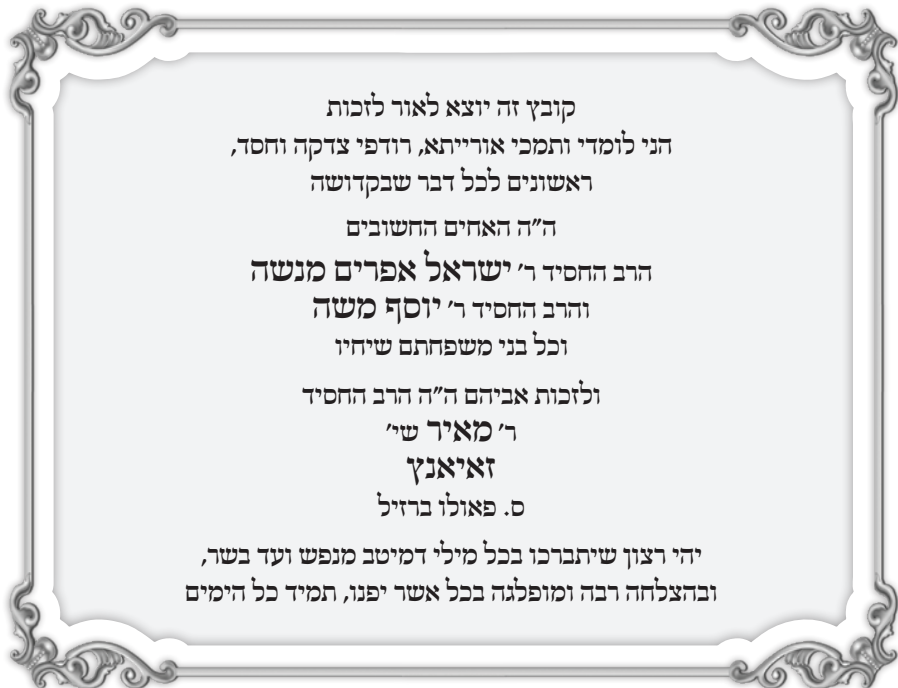 קובץ זה יוצא לאור לזכות
הני לומדי ותמכי אורייתא, רודפי צדקה וחסד,
ראשונים לכל דבר שבקדושה
ה״ה האחים החשובים
הרב החסיד ר׳ ישראל אפרים מנשה
והרב החסיד ר׳ יוסף משה
וכל בני משפחתם שיחיו
ולזכות אביהם ה״ה הרב החסיד
ר׳ מאיר שי׳
זאיאנץ
ס. פאולו ברזיל
יהי רצון שיתברכו בכל מילי דמיטב מנפש ועד בשר,
ובהצלחה רבה ומופלגה בכל אשר יפנו, תמיד כל הימים